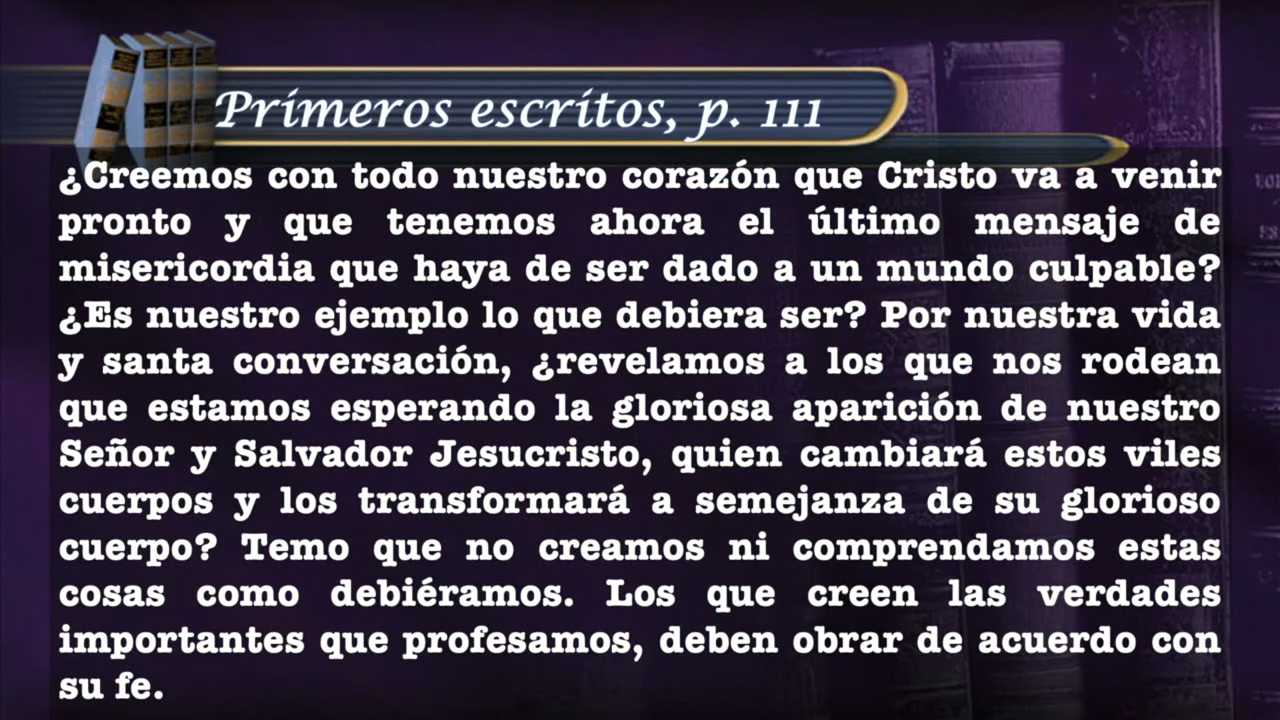 Primeros escritos, p. 111
¿Creemos con todo nuestro corazón que Cristo va a venir
pronto y que tenemos ahora el último mensaje de
misericordia que haya de ser dado a un mundo culpable?
¿Es nuestro ejemplo lo que debiera ser? Por nuestra vida
y santa conversación, ¿revelamos a los que nos rodean
que estamos esperando la gloriosa aparición de nuestro
Señor y Salvador Jesucristo, quien cambiará estos viles
cuerpos y los transformará a semejanza de su glorioso
cuerpo? Temo que no creamos ni comprendamos estas
cosas como debiéramos. Los que creen las verdades
importantes que profesamos, deben obrar de acuerdo con
su fe.